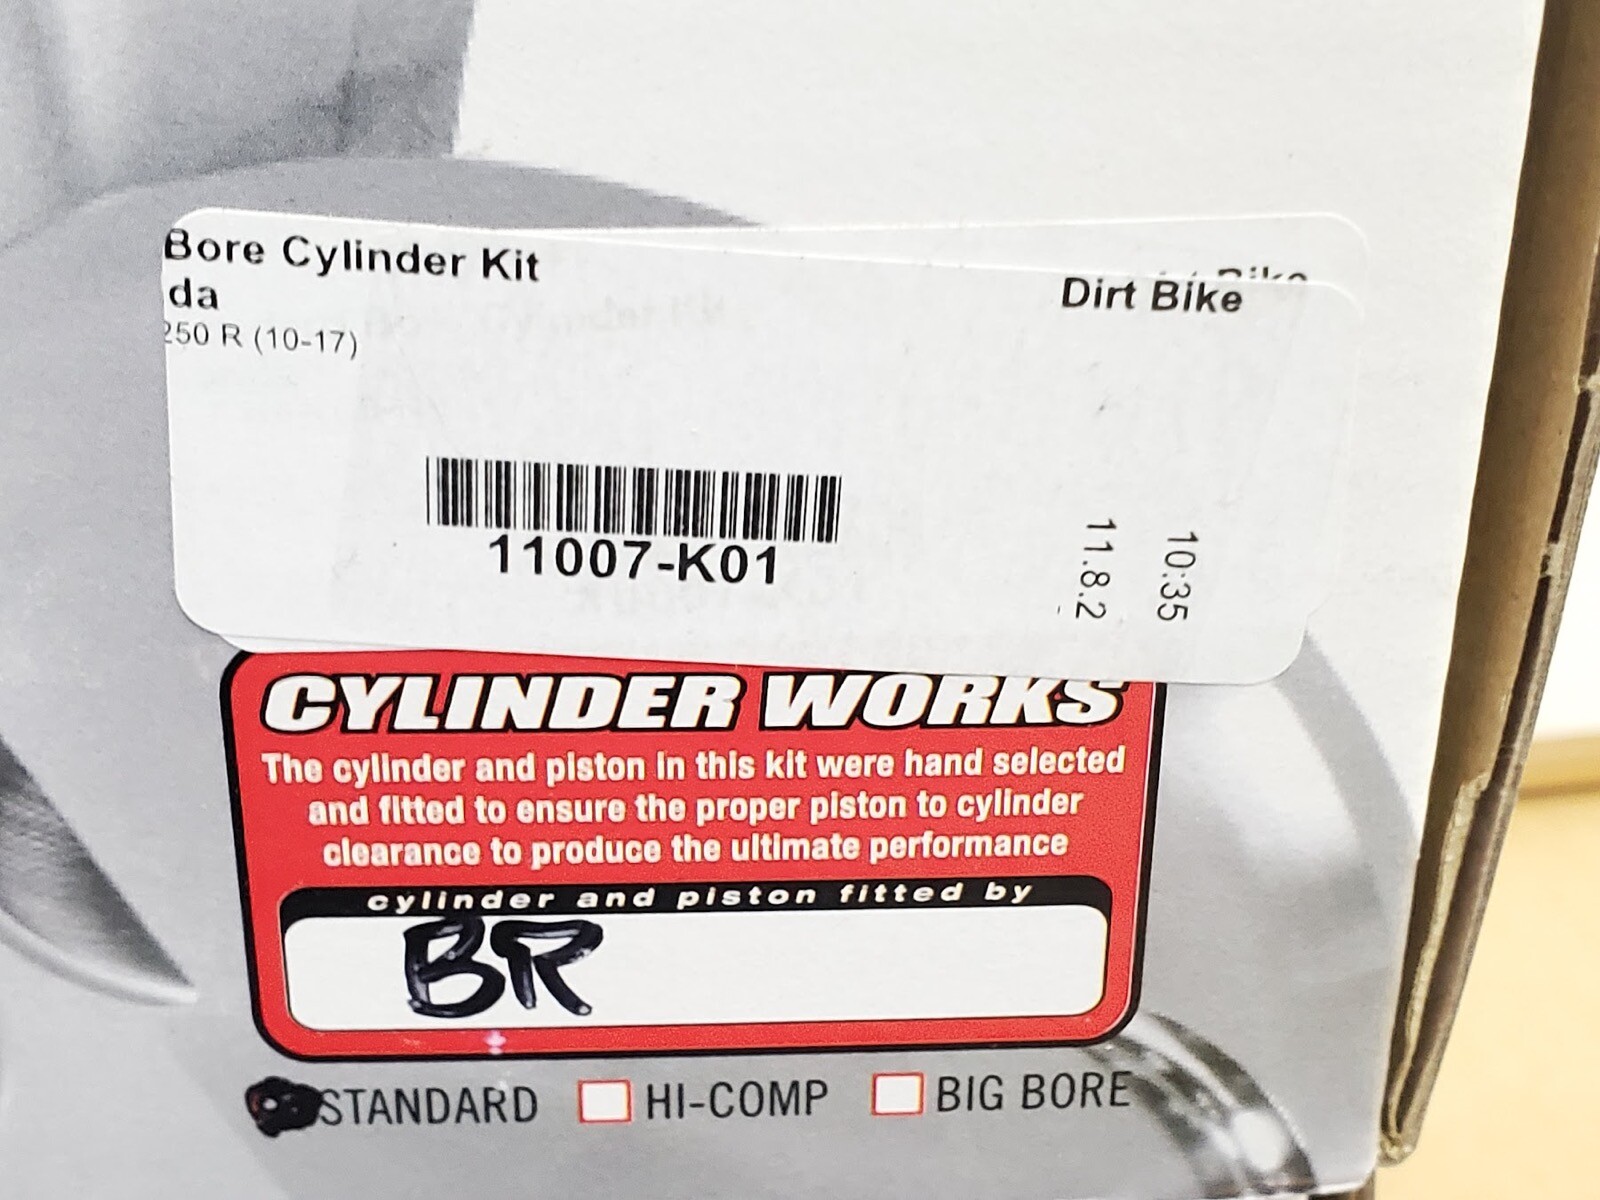 Bore Cylinder Kit
da
250 R (10-17)
Dirt Bike
11007-K01
11.8.2
10:35
CYLINDER WORKS
The cylinder and piston in this kit were hand selected
and fitted to ensure the proper piston to cylinder
clearance to produce the ultimate performance
cylinder and piston fitted by
BR
STANDARD HI-COMP BIG BORE